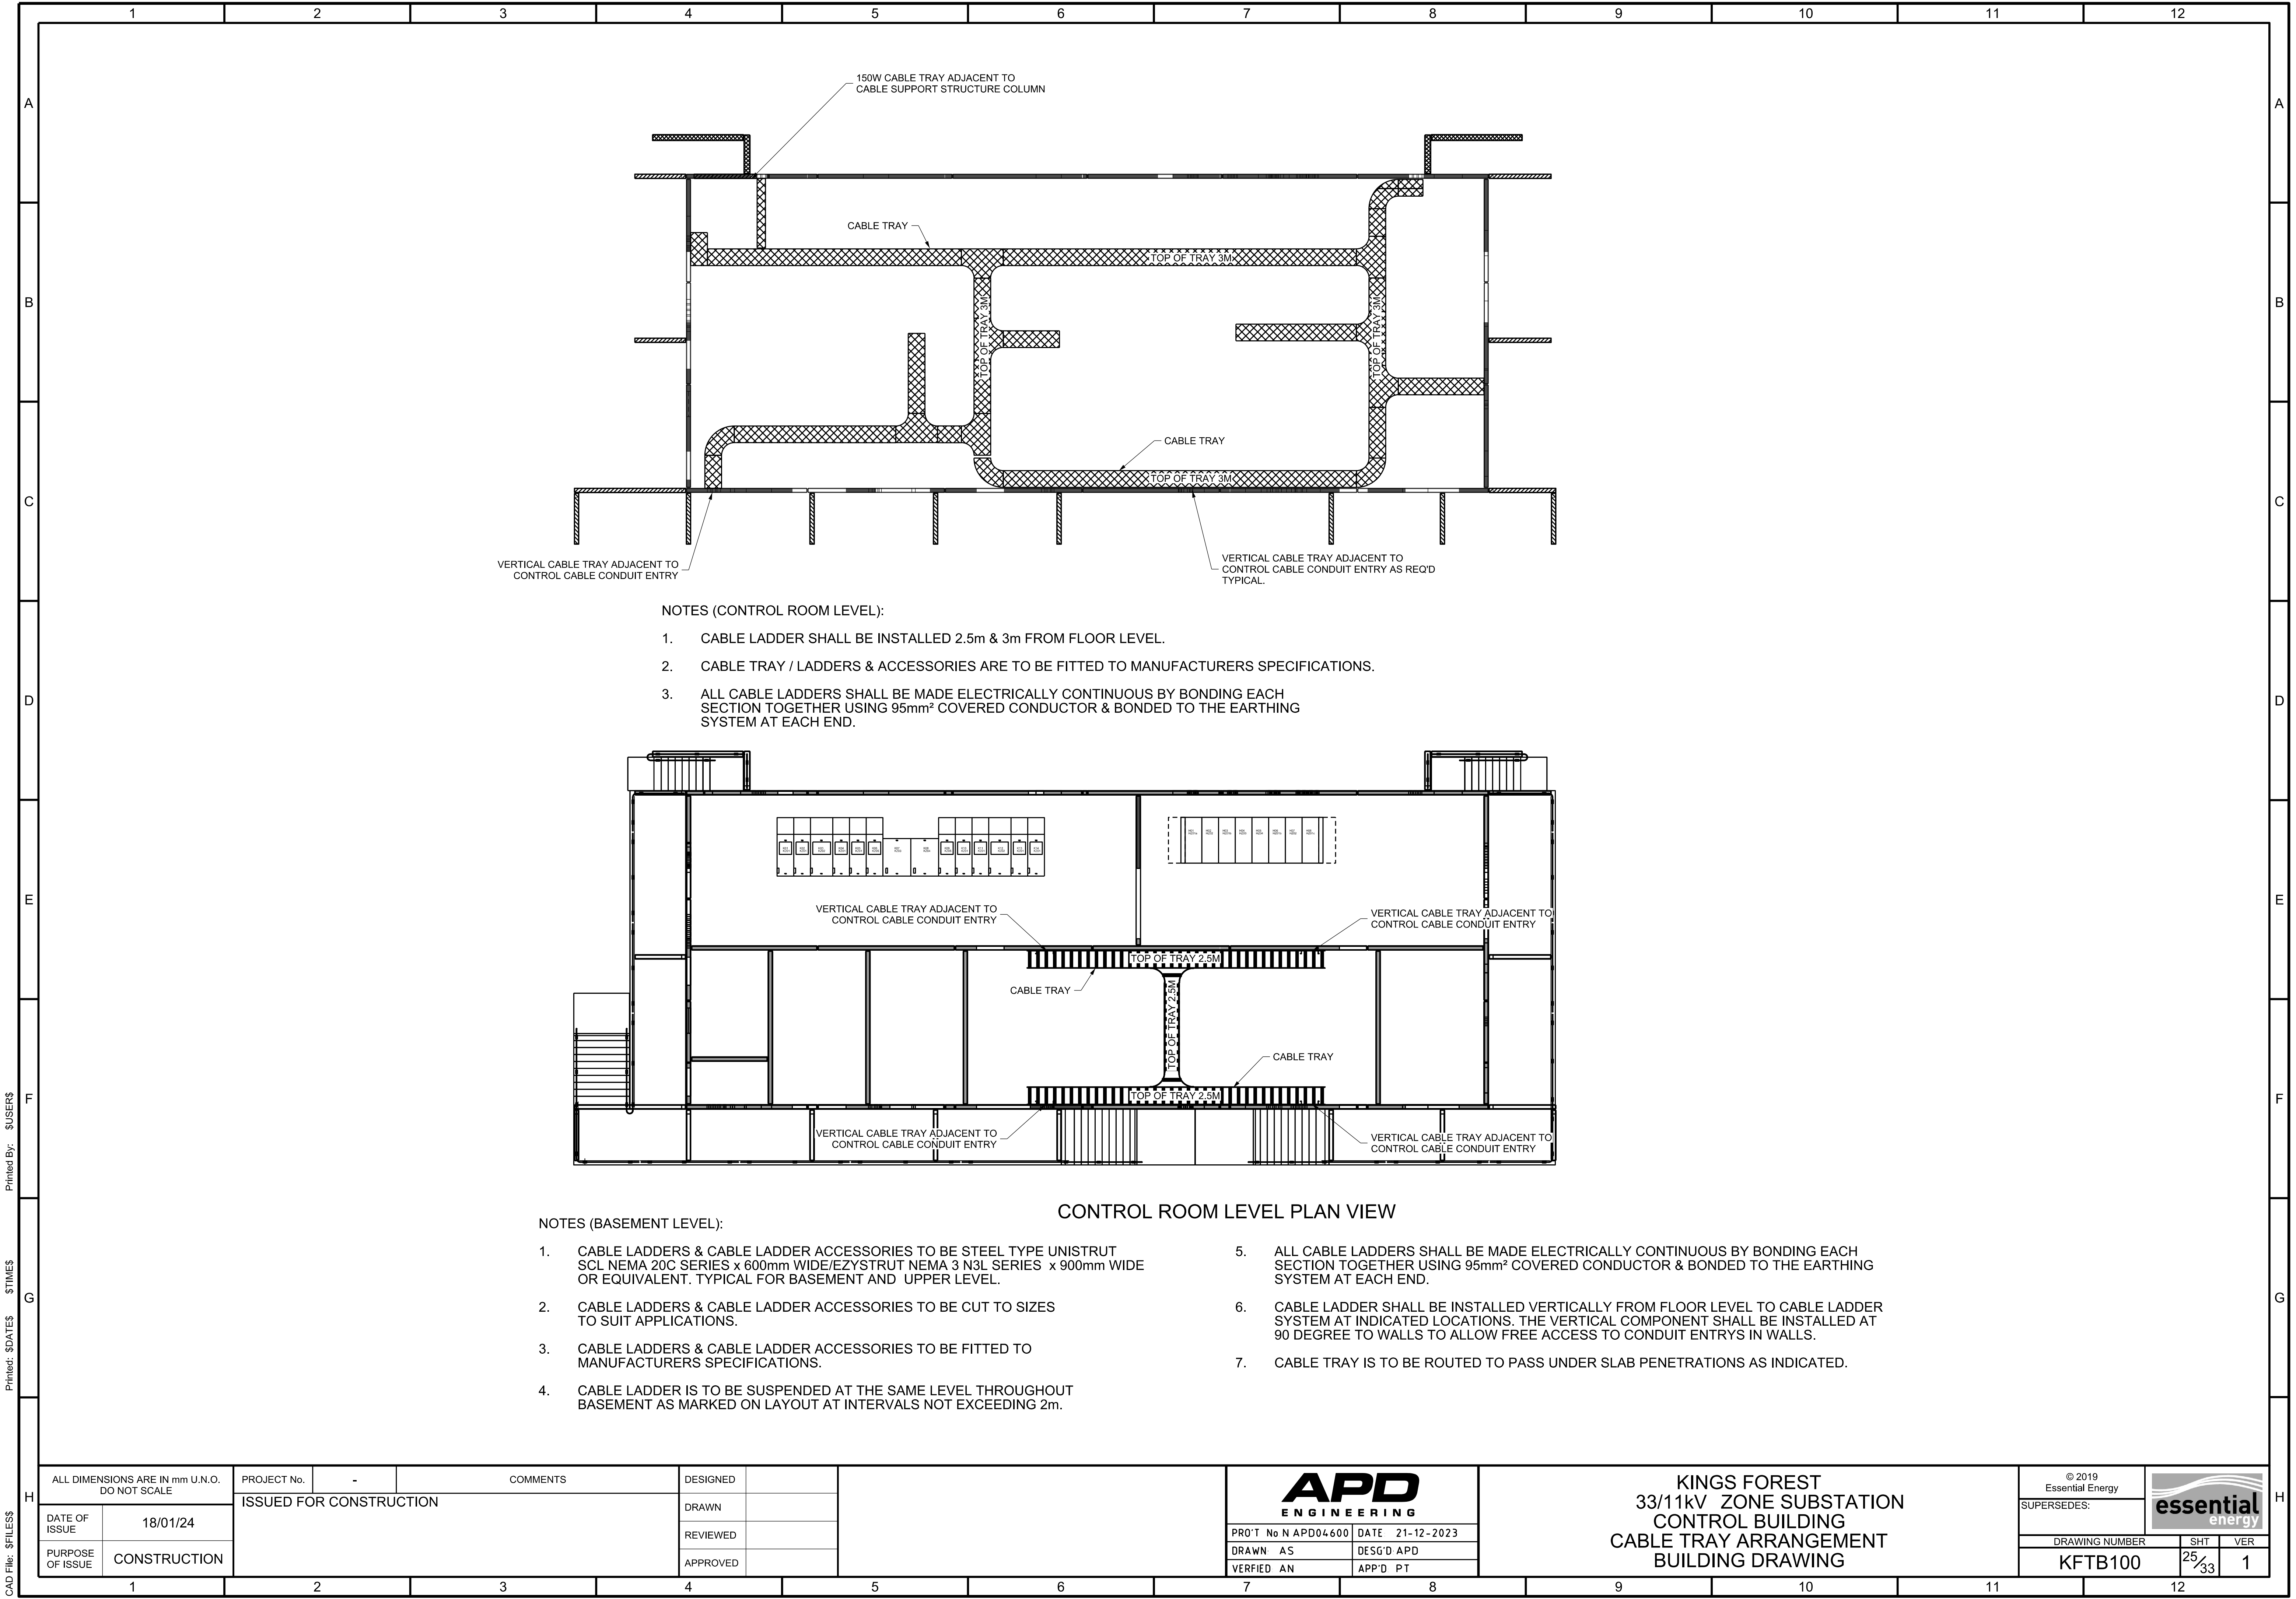 1 2 3 4 5 6 7 8 9 10 11 12
A A
B B
C C
D D
E E
F F
G G
H H
150W CABLE TRAY ADJACENT TO
CABLE SUPPORT STRUCTURE COLUMN
CABLE TRAY
TOP OF TRAY 3M
TOP OF TRAY 3M
TOP OF TRAY 3M
CABLE TRAY
TOP OF TRAY 3M
VERTICAL CABLE TRAY ADJACENT TO
CONTROL CABLE CONDUIT ENTRY
VERTICAL CABLE TRAY ADJACENT TO
CONTROL CABLE CONDUIT ENTRY AS REQ'D
TYPICAL.
NOTES (CONTROL ROOM LEVEL):
1. CABLE LADDER SHALL BE INSTALLED 2.5m & 3m FROM FLOOR LEVEL.
2. CABLE TRAY / LADDERS & ACCESSORIES ARE TO BE FITTED TO MANUFACTURERS SPECIFICATIONS.
3. ALL CABLE LADDERS SHALL BE MADE ELECTRICALLY CONTINUOUS BY BONDING EACH
SECTION TOGETHER USING 95mm² COVERED CONDUCTOR & BONDED TO THE EARTHING
SYSTEM AT EACH END.
VERTICAL CABLE TRAY ADJACENT TO
CONTROL CABLE CONDUIT ENTRY
VERTICAL CABLE TRAY ADJACENT TO
CONTROL CABLE CONDUIT ENTRY
TOP OF TRAY 2.5M
CABLE TRAY
TOP OF TRAY 2.5M
CABLE TRAY
TOP OF TRAY 2.5M
VERTICAL CABLE TRAY ADJACENT TO
CONTROL CABLE CONDUIT ENTRY
VERTICAL CABLE TRAY ADJACENT TO
CONTROL CABLE CONDUIT ENTRY
CONTROL ROOM LEVEL PLAN VIEW
NOTES (BASEMENT LEVEL):
1. CABLE LADDERS & CABLE LADDER ACCESSORIES TO BE STEEL TYPE UNISTRUT
SCL NEMA 20C SERIES x 600mm WIDE/EZYSTRUT NEMA 3 N3L SERIES x 900mm WIDE
OR EQUIVALENT. TYPICAL FOR BASEMENT AND UPPER LEVEL.
2. CABLE LADDERS & CABLE LADDER ACCESSORIES TO BE CUT TO SIZES
TO SUIT APPLICATIONS.
3. CABLE LADDERS & CABLE LADDER ACCESSORIES TO BE FITTED TO
MANUFACTURERS SPECIFICATIONS.
4. CABLE LADDER IS TO BE SUSPENDED AT THE SAME LEVEL THROUGHOUT
BASEMENT AS MARKED ON LAYOUT AT INTERVALS NOT EXCEEDING 2m.
5. ALL CABLE LADDERS SHALL BE MADE ELECTRICALLY CONTINUOUS BY BONDING EACH
SECTION TOGETHER USING 95mm² COVERED CONDUCTOR & BONDED TO THE EARTHING
SYSTEM AT EACH END.
6. CABLE LADDER SHALL BE INSTALLED VERTICALLY FROM FLOOR LEVEL TO CABLE LADDER
SYSTEM AT INDICATED LOCATIONS. THE VERTICAL COMPONENT SHALL BE INSTALLED AT
90 DEGREE TO WALLS TO ALLOW FREE ACCESS TO CONDUIT ENTRYS IN WALLS.
7. CABLE TRAY IS TO BE ROUTED TO PASS UNDER SLAB PENETRATIONS AS INDICATED.
CAD File: $FILES$ Printed: $DATES$ $TIME$ Printed By: $USER$
ALL DIMENSIONS ARE IN mm U.N.O.
DO NOT SCALE
DATE OF
ISSUE
18/01/24
PURPOSE
OF ISSUE
CONSTRUCTION
PROJECT No. - COMMENTS
ISSUED FOR CONSTRUCTION
DESIGNED
DRAWN
REVIEWED
APPROVED
APD
ENGINEERING
PRO'T No N APD04600 DATE 21-12-2023
DRAWN AS DESG'D APD
VERFIED AN APP'D PT
KINGS FOREST
33/11kV ZONE SUBSTATION
CONTROL BUILDING
CABLE TRAY ARRANGEMENT
BUILDING DRAWING
© 2019
Essential Energy
SUPERSEDES:
essential
energy
DRAWING NUMBER SHT VER
KFTB100 25/33 1
1 2 3 4 5 6 7 8 9 10 11 12